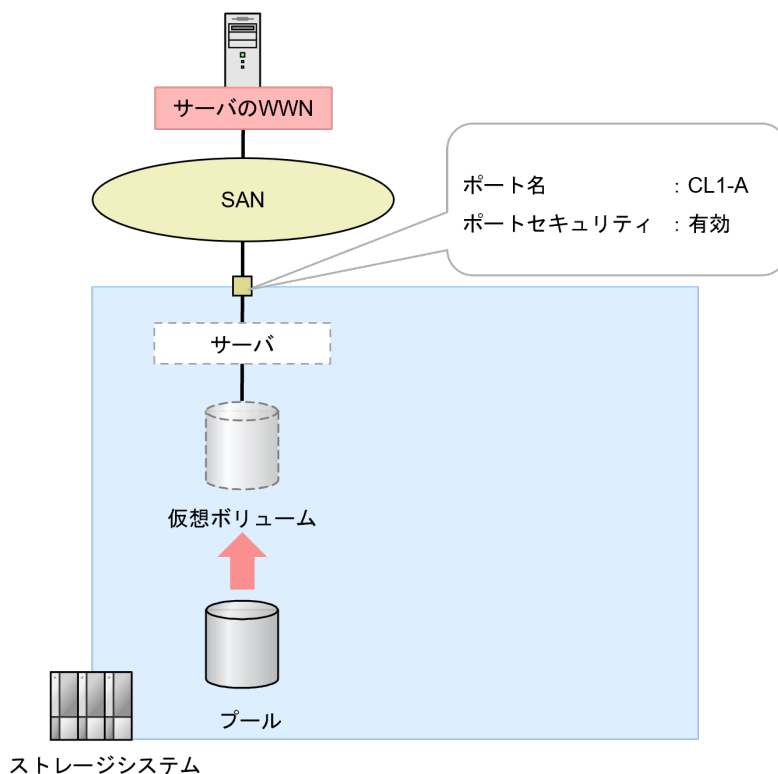 サーバのWWN
SAN
ポート名 : CL1-A
ポートセキュリティ : 有効
サーバ
仮想ボリューム
プール
ストレージシステム